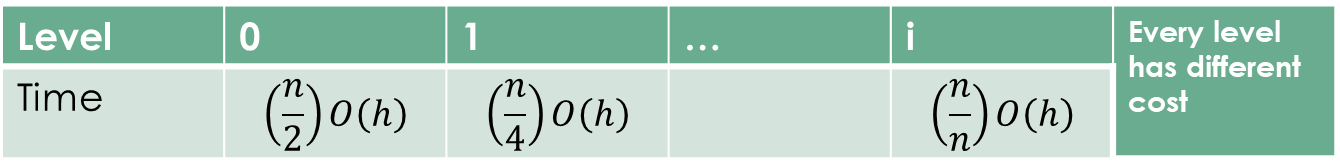 Level 0 1 ... i Every level has different cost
Time (n/2) O(h) (n/4) O(h) (n/n) O(h)